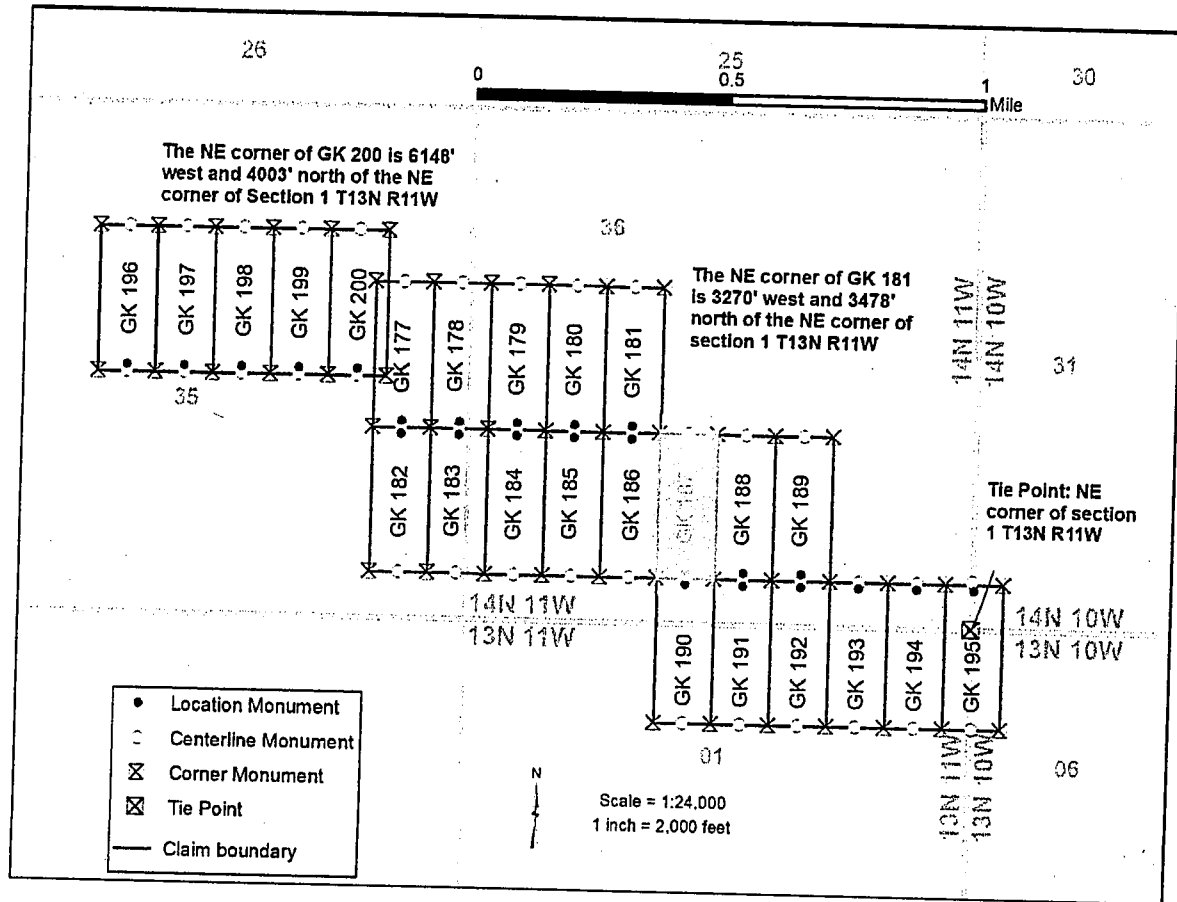 26
25
30
0
0.5
1
Mile
The NE corner of GK 200 is 6148'
west and 4003' north of the NE
corner of Section 1 T13N R11W
36
The NE corner of GK 181
is 3270' west and 3478'
north of the NE corner of
section 1 T13N R11W
14N 11W
14N 10W
31
GK 196
GK 197
GK 198
GK 199
GK 200
35
GK 177
GK 178
GK 179
GK 180
GK 181
GK 182
GK 183
GK 184
GK 185
GK 186
GK 187
GK 188
GK 189
Tie Point: NE
corner of section
1 T13N R11W
14N 11W
13N 11W
14N 10W
13N 10W
GK 190
GK 191
GK 192
GK 193
GK 194
GK 195
01
13N 11W
13N 10W
06
Location Monument
Centerline Monument
Corner Monument
Tie Point
Claim boundary
N
Scale = 1:24,000
1 inch = 2,000 feet